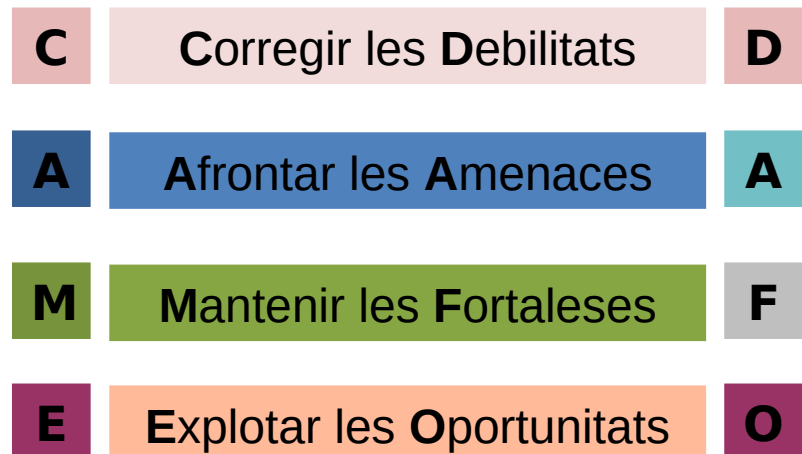 C Corregir les Debilitats D
A Afrontar les Amenaces A
M Mantenir les Fortaleses F
E Explotar les Oportunitats O